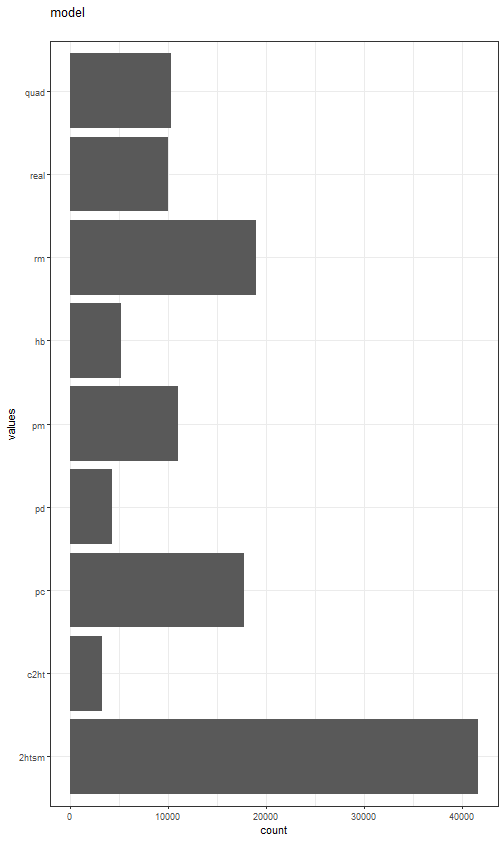 model
quad
real
rm
hb
pm
pd
pc
c2ht
2htsm
values
0 10000 20000 30000 40000
count